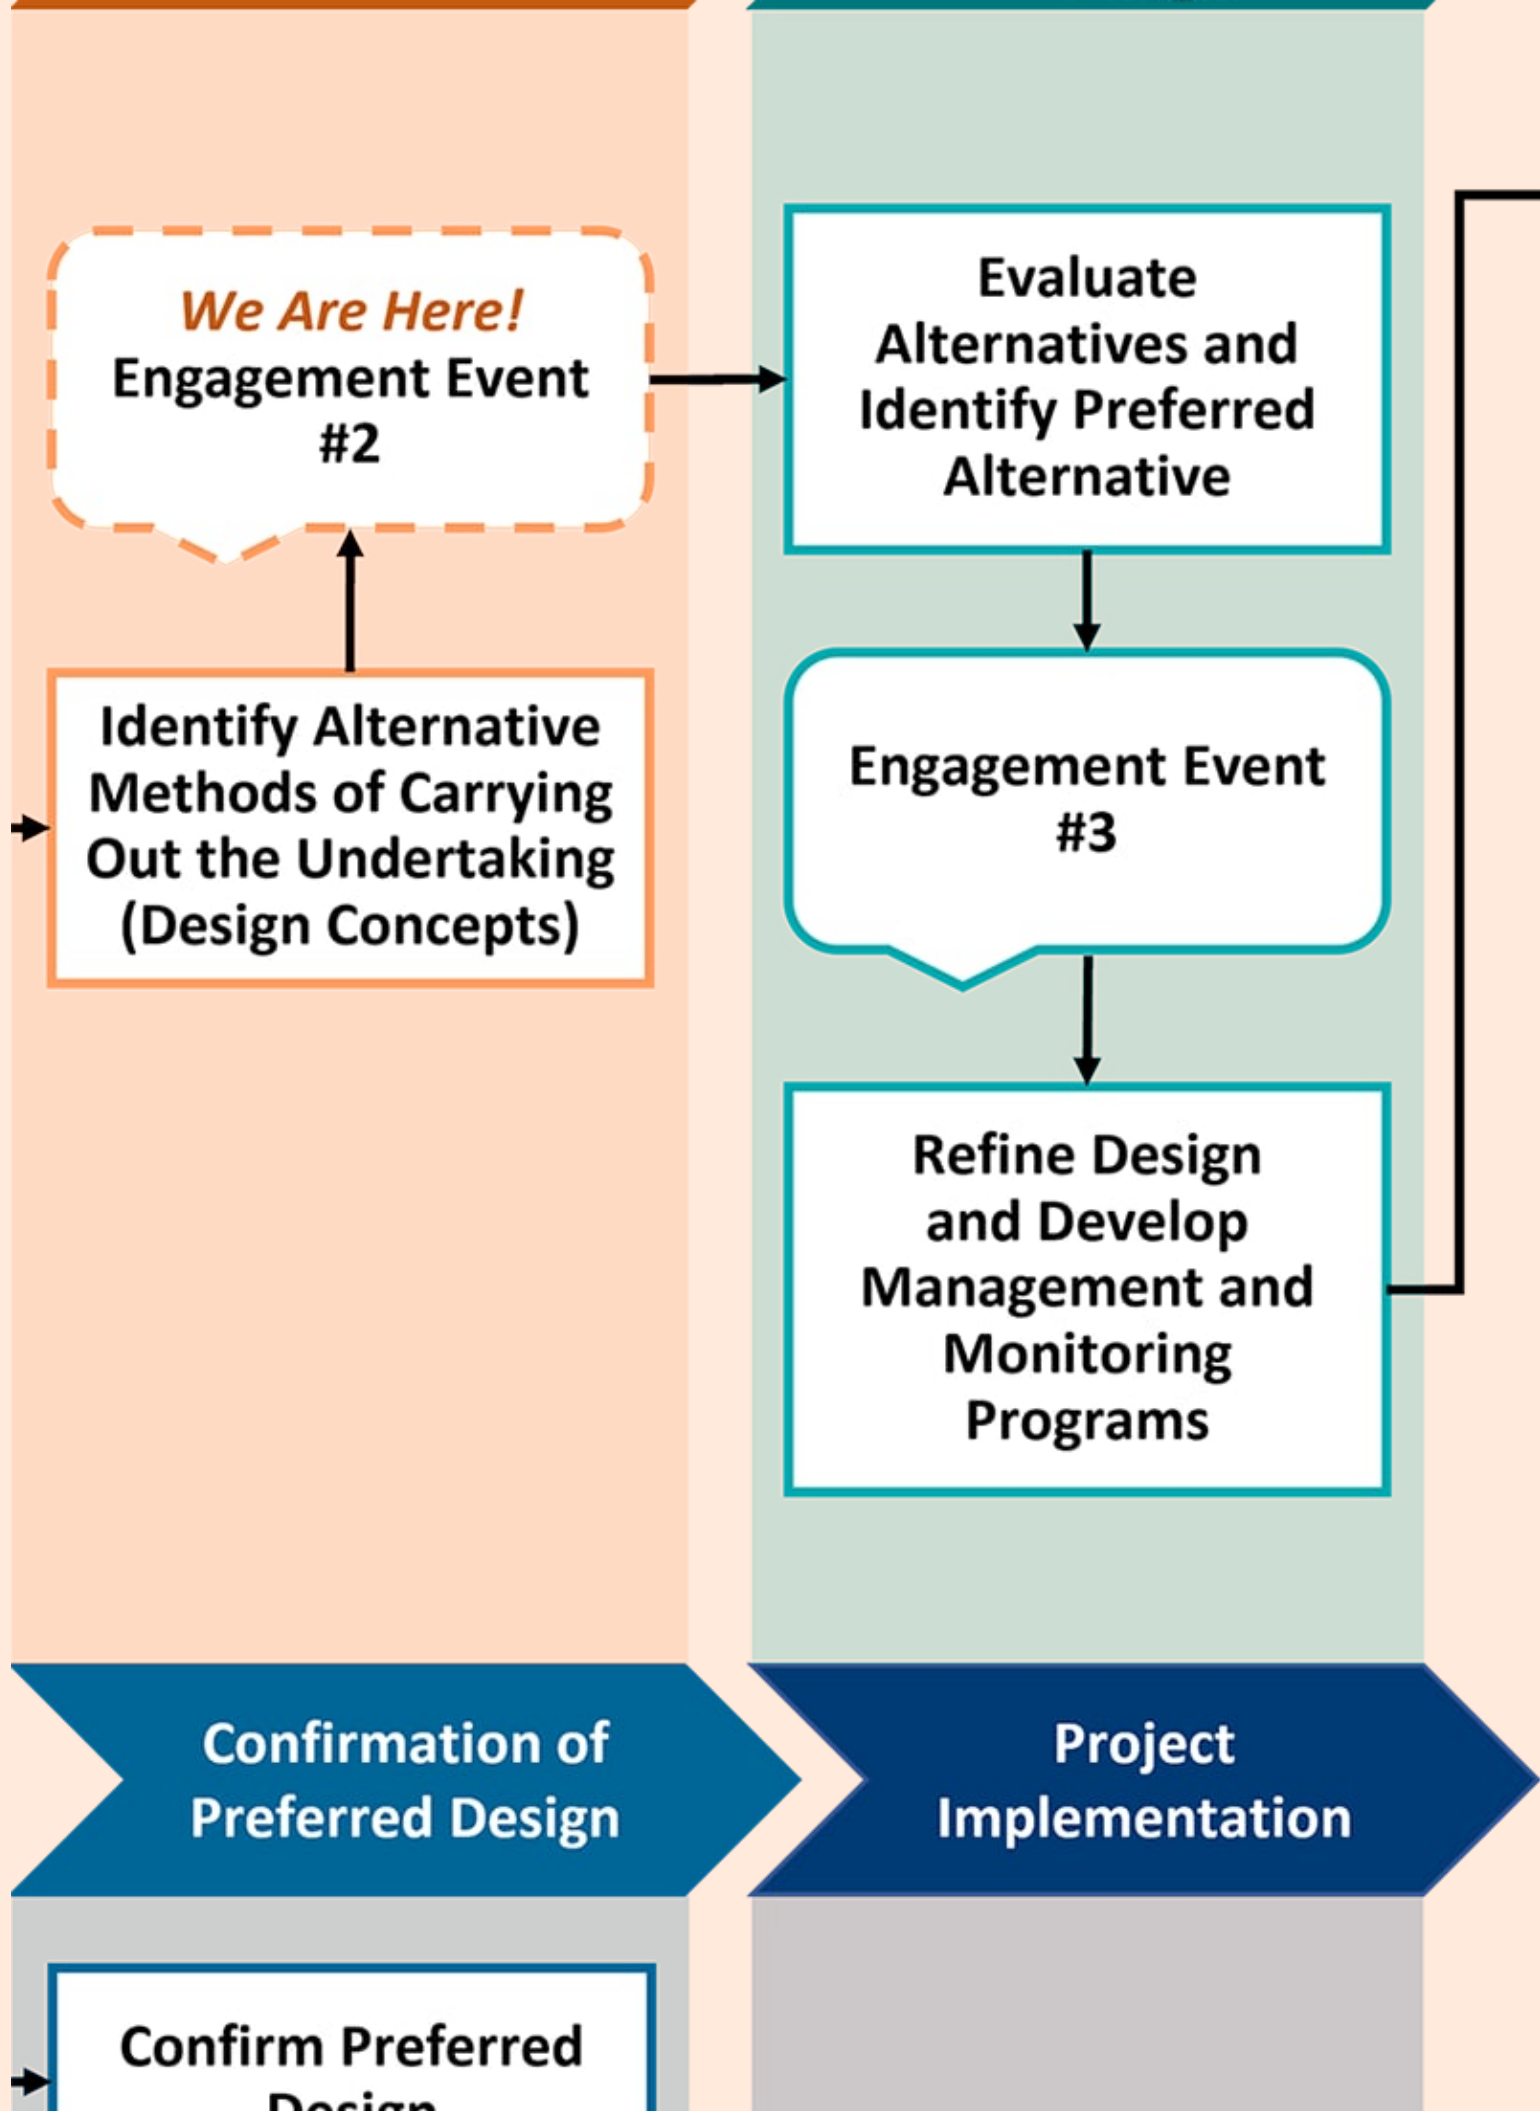 We Are Here!
Engagement Event
#2
Identify Alternative
Methods of Carrying
Out the Undertaking
(Design Concepts)
Evaluate
Alternatives and
Identify Preferred
Alternative
Engagement Event
#3
Refine Design
and Develop
Management and
Monitoring
Programs
Confirmation of
Preferred Design
Project
Implementation
Confirm Preferred
Design